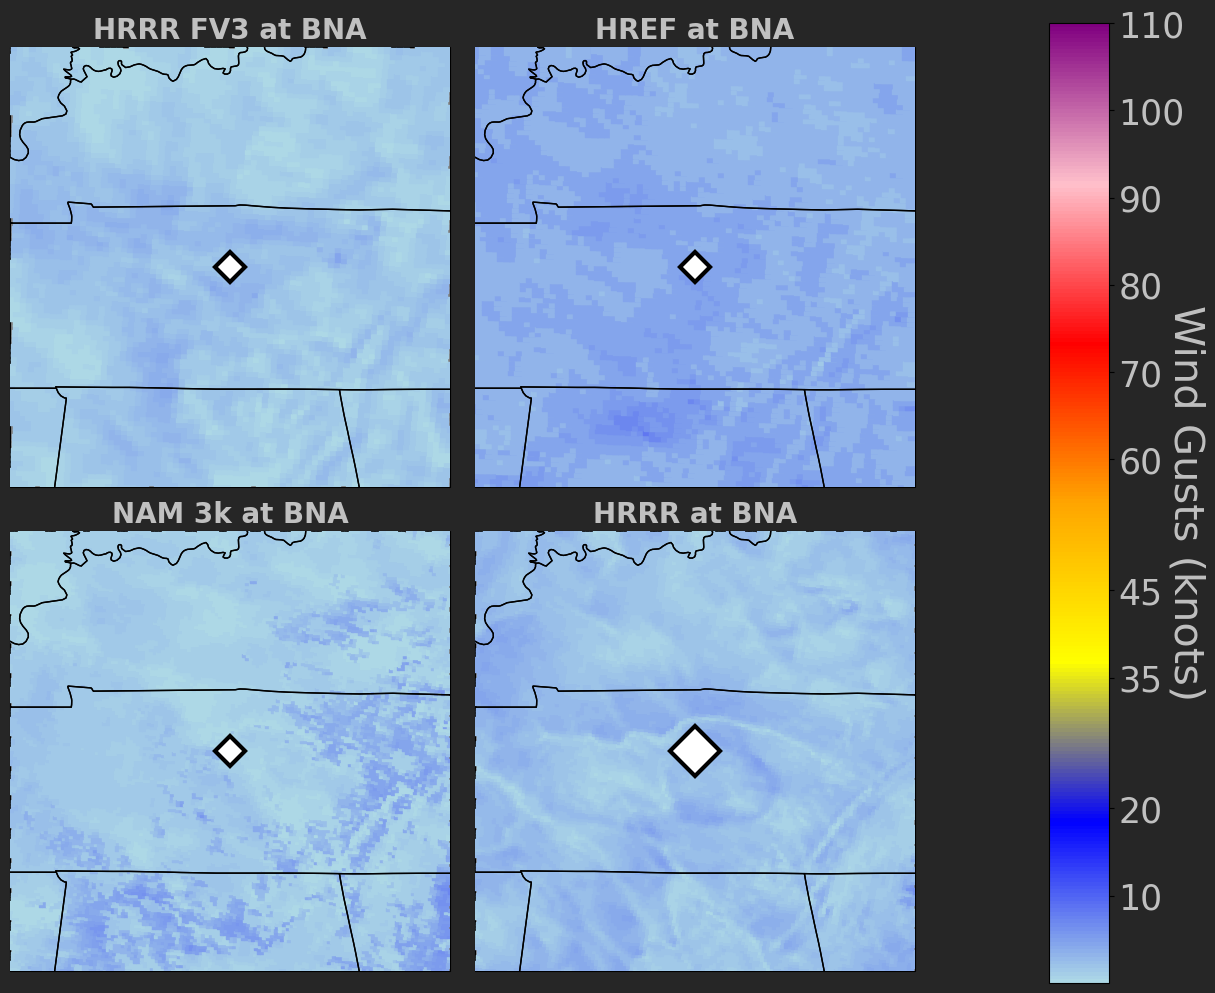 HRRR FV3 at BNA
HREF at BNA
NAM 3k at BNA
HRRR at BNA
110
100
90
80
70
60
45
35
20
10
Wind Gusts (knots)